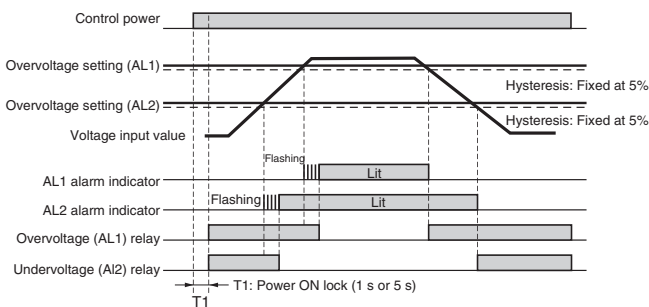 Control power
Overvoltage setting (AL1)
Hysteresis: Fixed at 5%
Overvoltage setting (AL2)
Hysteresis: Fixed at 5%
Voltage input value
Flashing
Lit
AL1 alarm indicator
Flashing
Lit
AL2 alarm indicator
Overvoltage (AL1) relay
Undervoltage (Al2) relay
T1: Power ON lock (1 s or 5 s)
T1